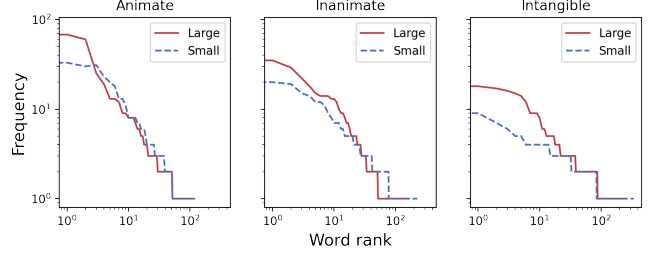 Animate Inanimate Intangible
Large
Small
Large
Small
Large
Small
Frequency
10² 10¹ 10⁰
10⁰ 10¹ 10² 10⁰ 10¹ 10² 10⁰ 10¹ 10²
Word rank